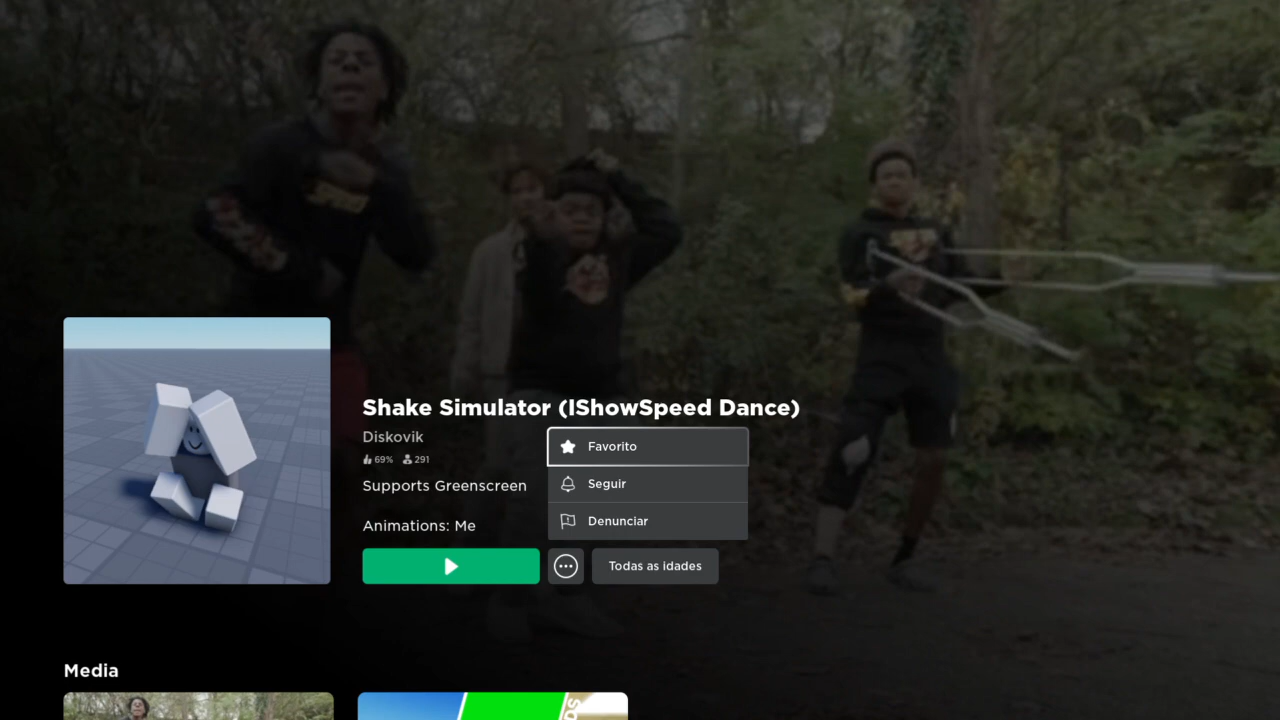 Shake Simulator (IShowSpeed Dance)
Diskovik
69% 291
Supports Greenscreen
Animations: Me
Favorito
Seguir
Denunciar
Todas as idades
Media